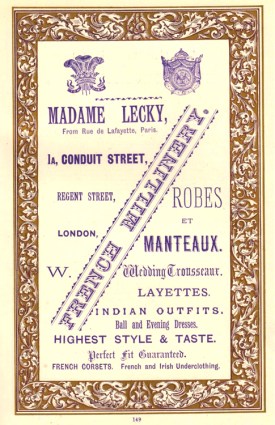 MADAME LECKY,
From Rue de Lafayette, Paris.
1A, CONDUIT STREET,
REGENT STREET,
LONDON,
W.
FRENCH MILLINERY.
ROBES
ET
MANTEAUX.
Wedding Trousseaux.
LAYETTES.
INDIAN OUTFITS.
Ball and Evening Dresses.
HIGHEST STYLE & TASTE.
Perfect Fit Guaranteed.
FRENCH CORSETS. French and Irish Underclothing.
149